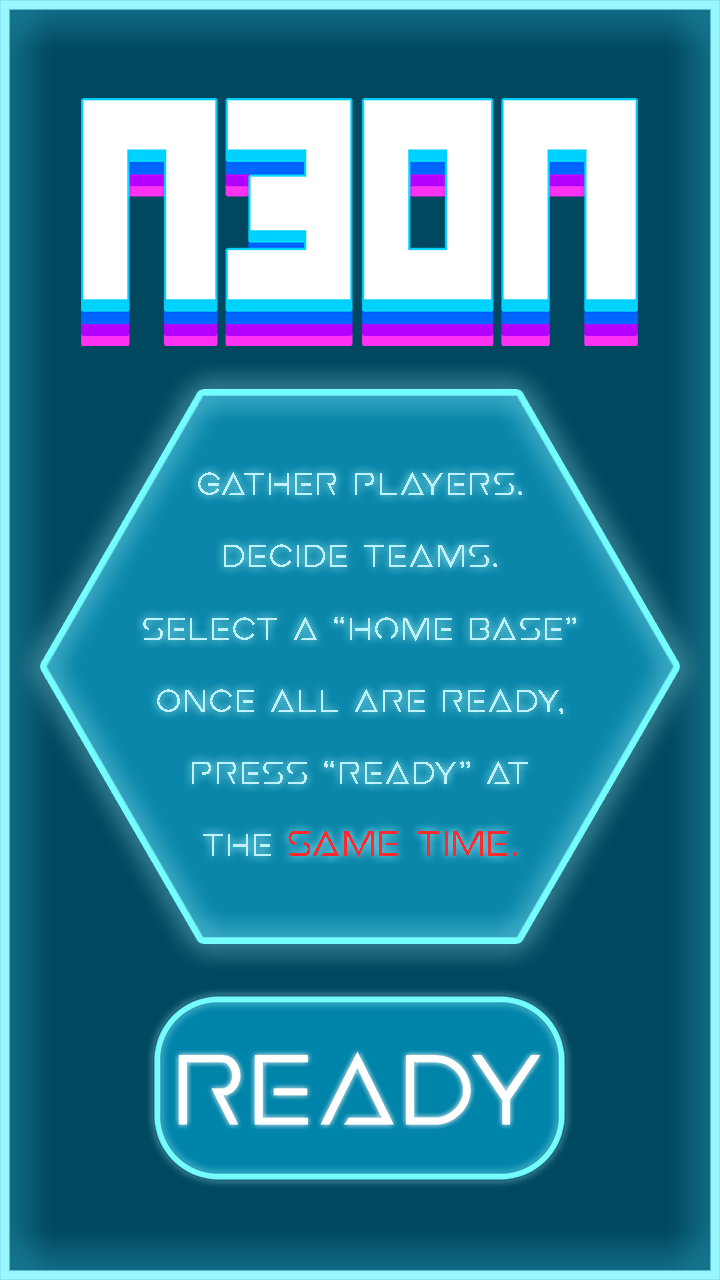 N3ON
GATHER PLAYERS.
DECIDE TEAMS.
SELECT A “HOME BASE”
ONCE ALL ARE READY,
PRESS “READY” AT
THE SAME TIME.
READY